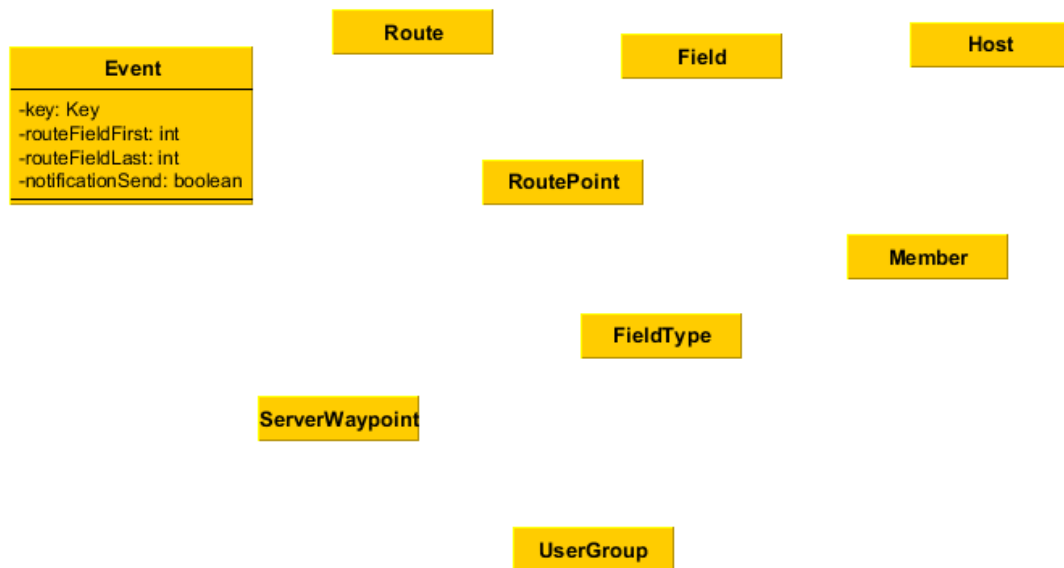 Route
Field
Host
Event
-key: Key
-routeFieldFirst: int
-routeFieldLast: int
-notificationSend: boolean
RoutePoint
Member
FieldType
ServerWaypoint
UserGroup